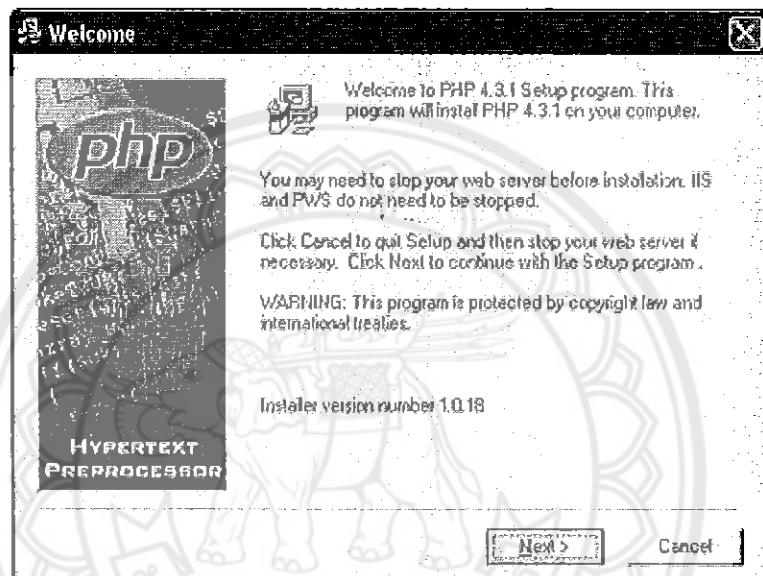 Welcome
php
HYPERTEXT
PREPROCESSOR
Welcome to PHP 4.3.1 Setup program. This
program will install PHP 4.3.1 on your computer.
You may need to stop your web server before installation. IIS
and PWS do not need to be stopped.
Click Cancel to quit Setup and then stop your web server if
necessary. Click Next to continue with the Setup program .
WARNING: This program is protected by copyright law and
international treaties.
Installer version number 1.0.18
Next >
Cancel